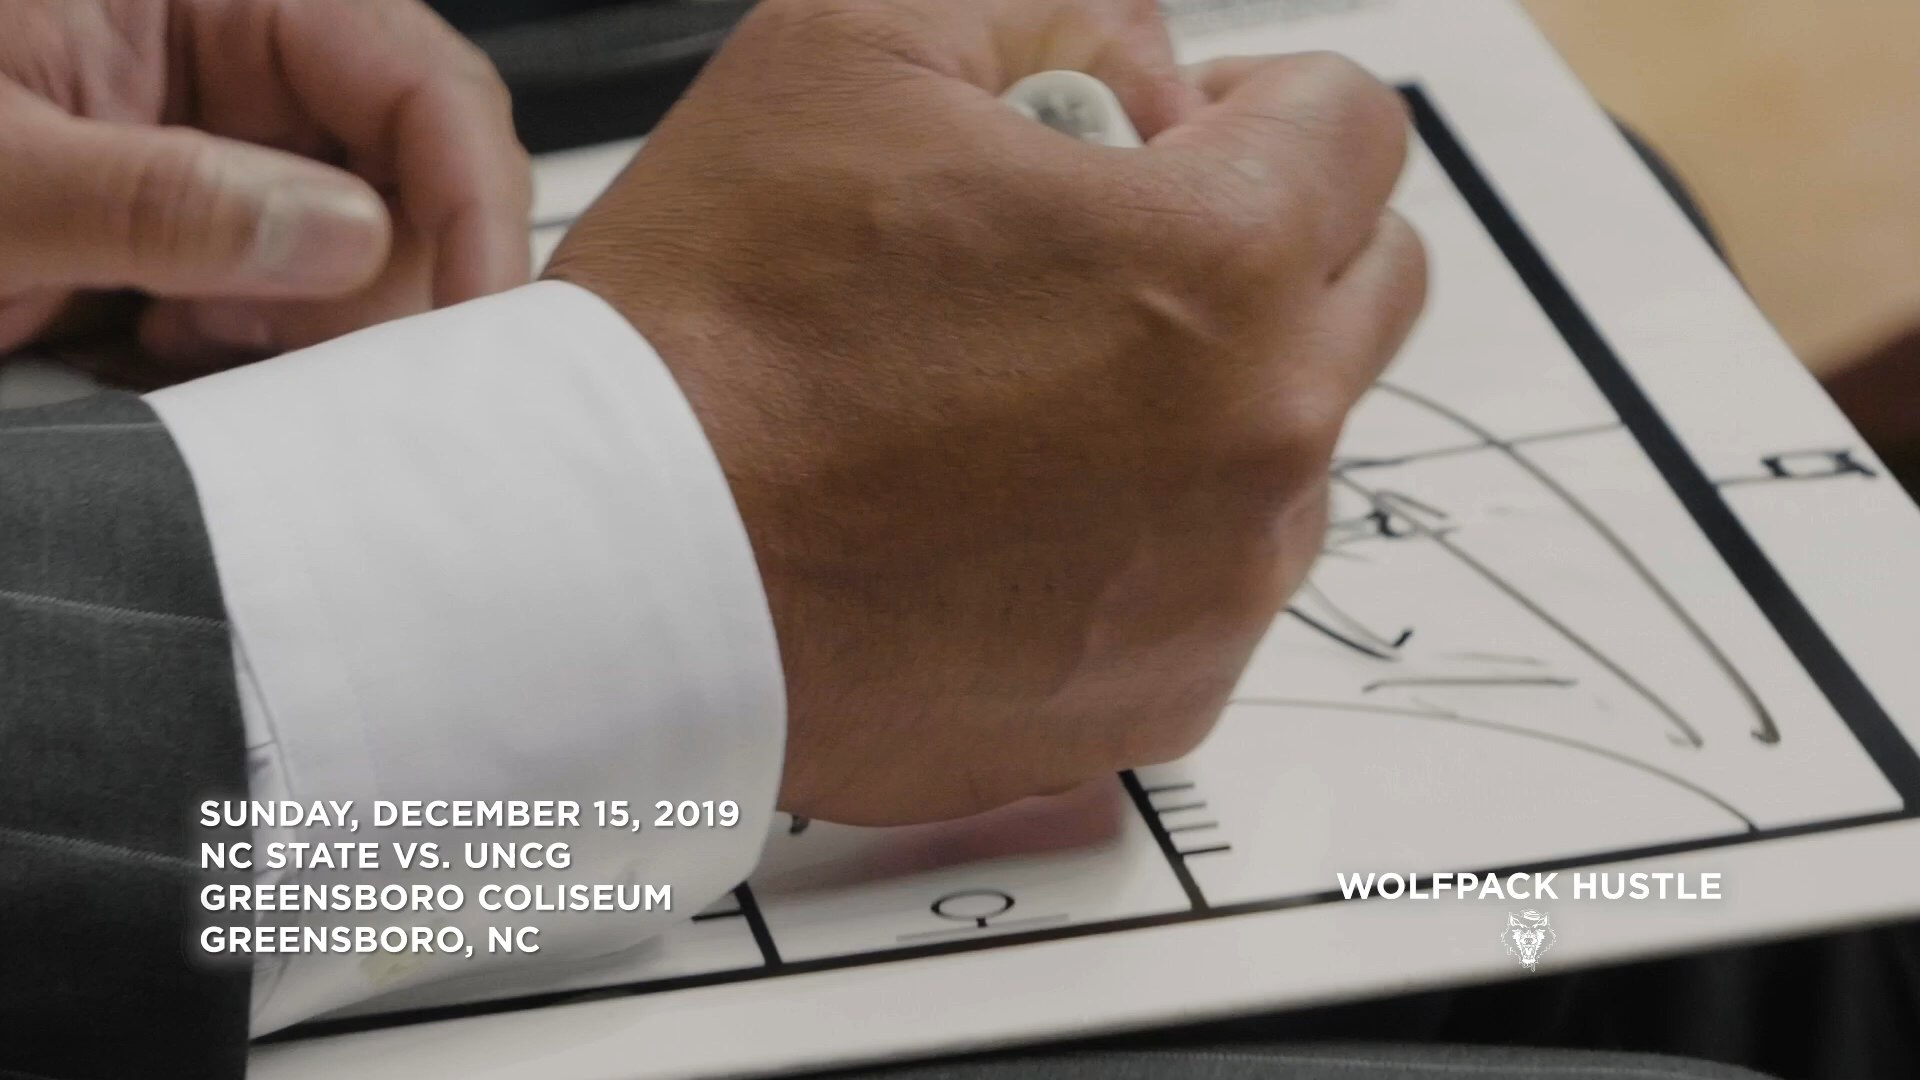 SUNDAY, DECEMBER 15, 2019
NC STATE VS. UNCG
GREENSBORO COLISEUM
GREENSBORO, NC
WOLFPACK HUSTLE